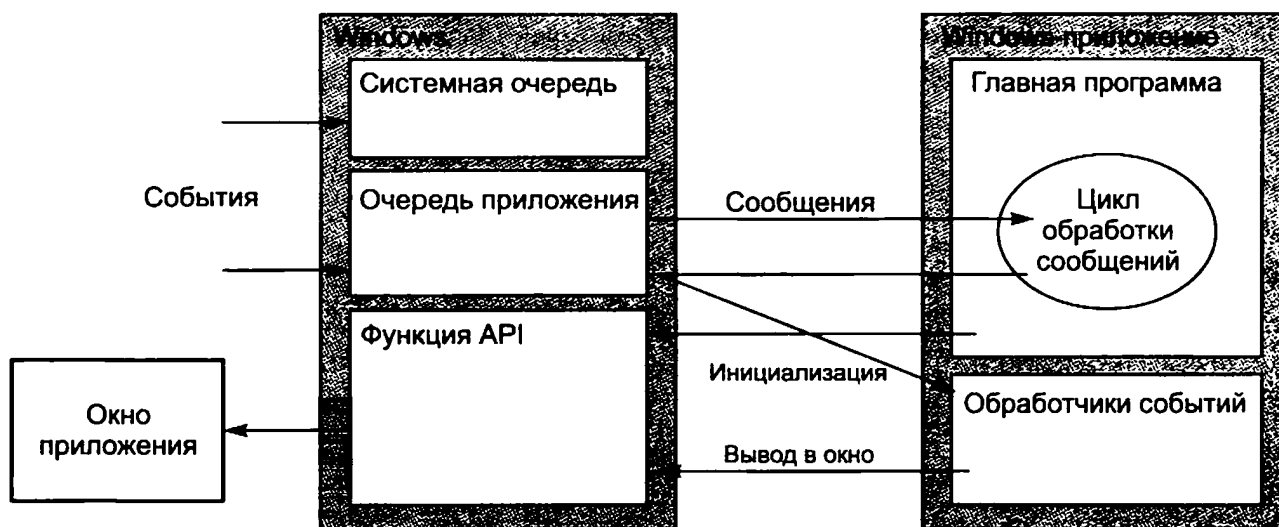 Windows
Windows-приложение
Системная очередь
Главная программа
События
Очередь приложения
Сообщения
Цикл
обработки
сообщений
Функция API
Инициализация
Окно
приложения
Обработчики событий
Вывод в окно